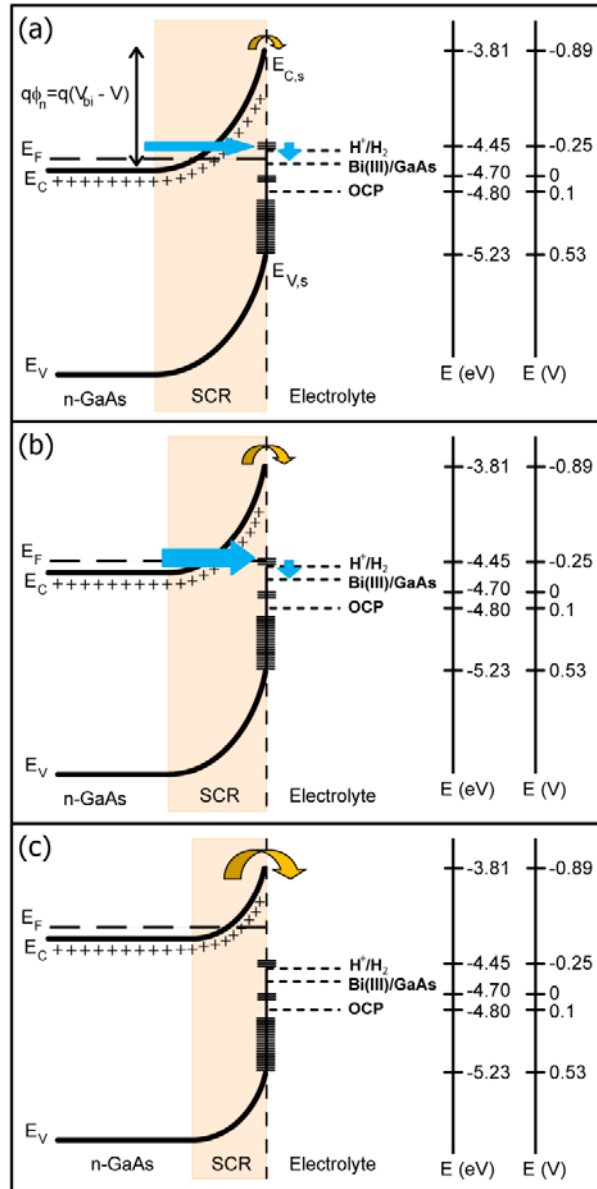 (a)
qϕn=q(Vbi - V)
EC,s
-3.81
-0.89
H+/H2
-4.45
-0.25
EF
Bi(III)/GaAs
-4.70
0
EC
+++++++++++++++++++
OCP
-4.80
0.1
EV,s
-5.23
0.53
EV
E (eV)
E (V)
n-GaAs
SCR
Electrolyte
(b)
-3.81
-0.89
EF
H+/H2
-4.45
-0.25
EC
Bi(III)/GaAs
-4.70
0
OCP
-4.80
0.1
-5.23
0.53
EV
n-GaAs
SCR
Electrolyte
E (eV)
E (V)
(c)
-3.81
-0.89
EF
EC
H+/H2
-4.45
-0.25
Bi(III)/GaAs
-4.70
0
OCP
-4.80
0.1
-5.23
0.53
EV
n-GaAs
SCR
Electrolyte
E (eV)
E (V)